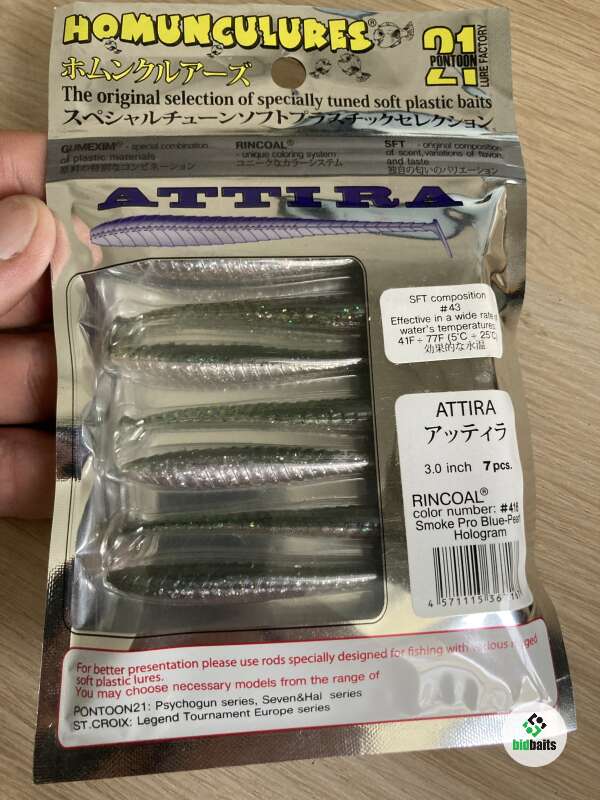 HOMUNCULURES®
ホムンクルアーズ
21
PONTOON
LURE FACTORY
The original selection of specially tuned soft plastic baits
スペシャルチューンソフトプラスチックセレクション
GUMEXIM® - special combination
of plastic materials
RINCOAL®
- unique coloring system
ユニークなカラーシステム
SFT - original composition
of scent, variations of flavor
and taste
独自の匂いのバリエーション
ATTIRA
SFT composition
#43
Effective in a wide rate of
water's temperatures
41F ÷ 77F (5℃ ÷ 25℃)
効果的な水温
ATTIRA
アッティラ
3.0 inch 7 pcs.
RINCOAL®
color number:
Smoke Pro Blue-Pearl
Hologram
4 571115 36
For better presentation please use rods specially designed for fishing with various rigged
soft plastic lures.
You may choose necessary models from the range of
PONTOON21: Psychogun series, Seven&Hal series
ST.CROIX: Legend Tournament Europe series
bidbaits